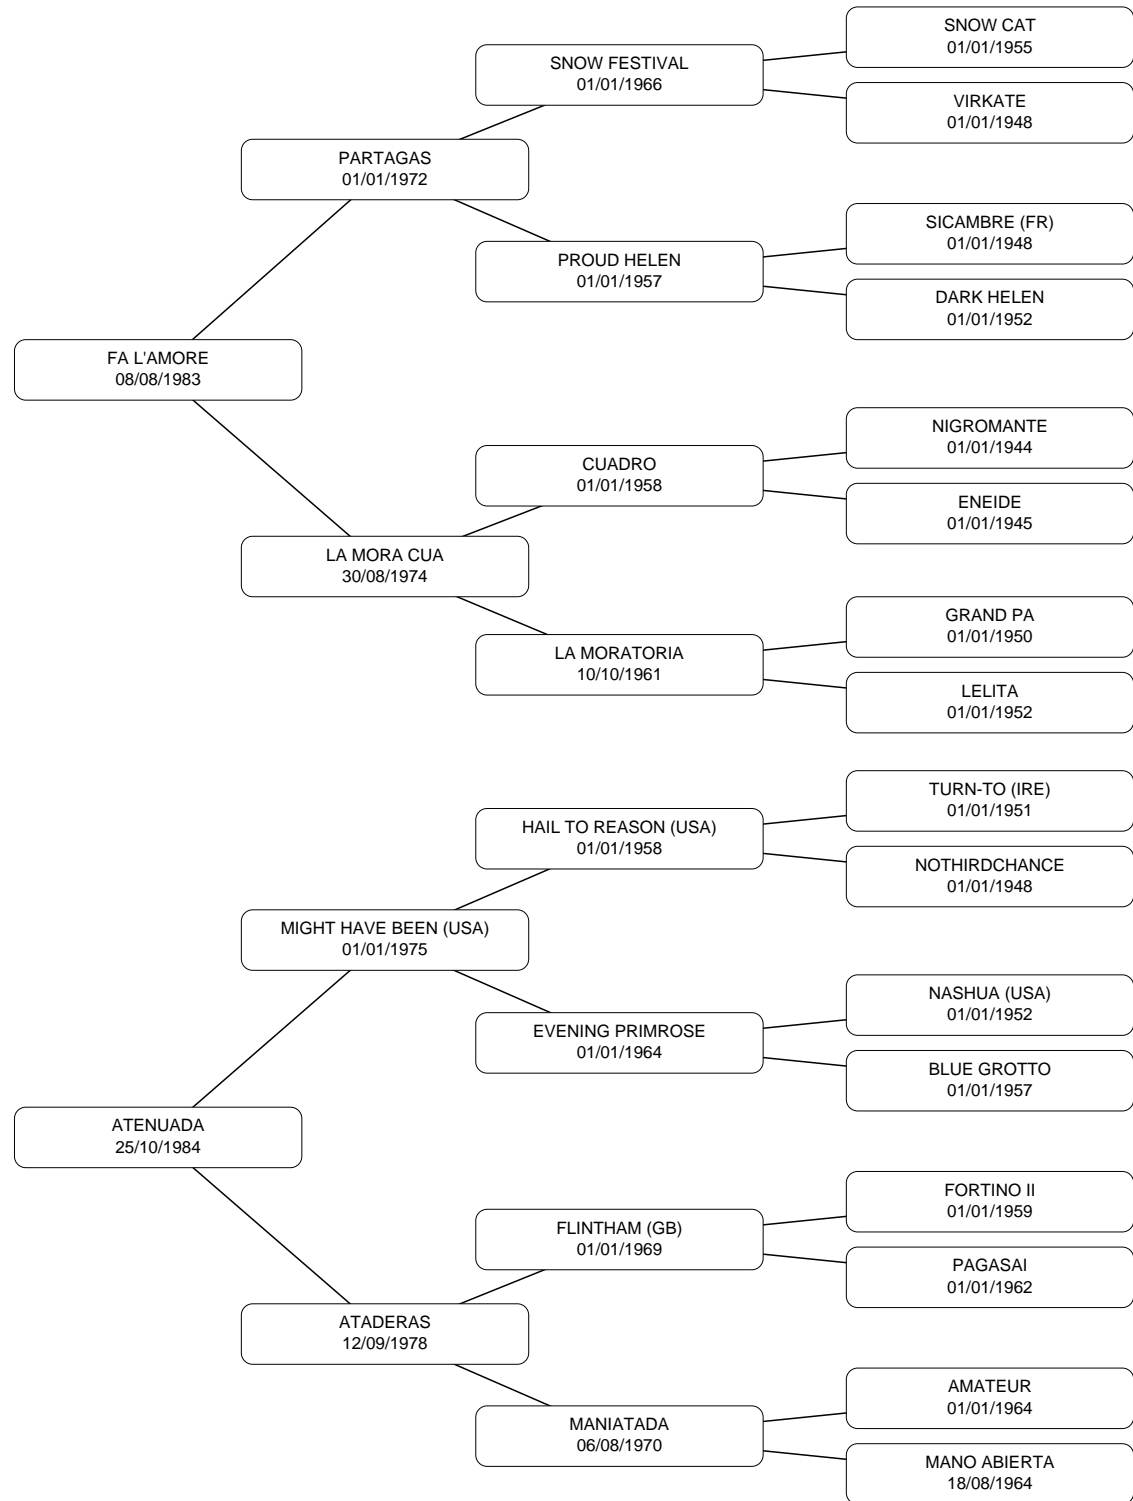 SNOW CAT
01/01/1955
SNOW FESTIVAL
01/01/1966
VIRKATE
01/01/1948
PARTAGAS
01/01/1972
SICAMBRE (FR)
01/01/1948
PROUD HELEN
01/01/1957
DARK HELEN
01/01/1952
FA L'AMORE
08/08/1983
NIGROMANTE
01/01/1944
CUADRO
01/01/1958
ENEIDE
01/01/1945
LA MORA CUA
30/08/1974
GRAND PA
01/01/1950
LA MORATORIA
10/10/1961
LELITA
01/01/1952
TURN-TO (IRE)
01/01/1951
HAIL TO REASON (USA)
01/01/1958
NOTHIRDCHANCE
01/01/1948
MIGHT HAVE BEEN (USA)
01/01/1975
NASHUA (USA)
01/01/1952
EVENING PRIMROSE
01/01/1964
BLUE GROTTO
01/01/1957
ATENUADA
25/10/1984
FORTINO II
01/01/1959
FLINTHAM (GB)
01/01/1969
PAGASAI
01/01/1962
ATADERAS
12/09/1978
AMATEUR
01/01/1964
MANIATADA
06/08/1970
MANO ABIERTA
18/08/1964